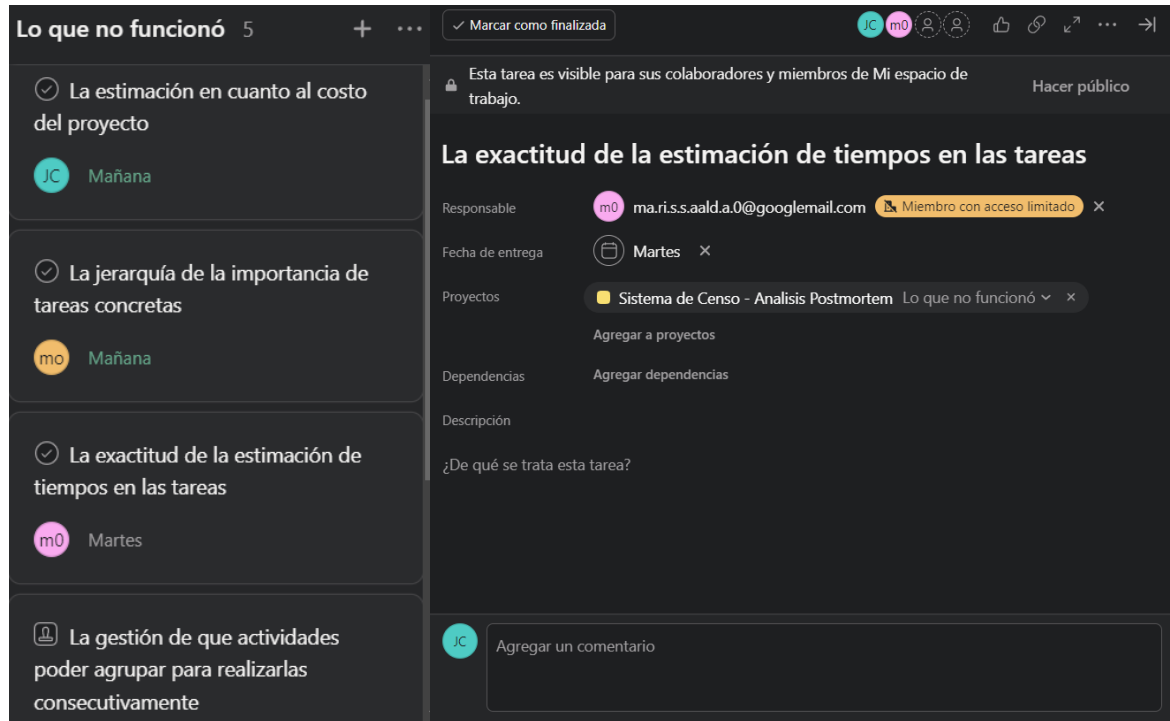 Lo que no funcionó 5
La estimación en cuanto al costo
del proyecto
JC Mañana
La jerarquía de la importancia de
tareas concretas
mo Mañana
La exactitud de la estimación de
tiempos en las tareas
m0 Martes
La gestión de que actividades
poder agrupar para realizarlas
consecutivamente
Marcar como finalizada
JC m0
Esta tarea es visible para sus colaboradores y miembros de Mi espacio de
trabajo.
Hacer público
La exactitud de la estimación de tiempos en las tareas
Responsable m0 ma.ri.s.s.aald.a.0@googlemail.com Miembro con acceso limitado
Fecha de entrega Martes
Proyectos Sistema de Censo - Analisis Postmortem Lo que no funcionó
Agregar a proyectos
Dependencias Agregar dependencias
Descripción
¿De qué se trata esta tarea?
JC Agregar un comentario